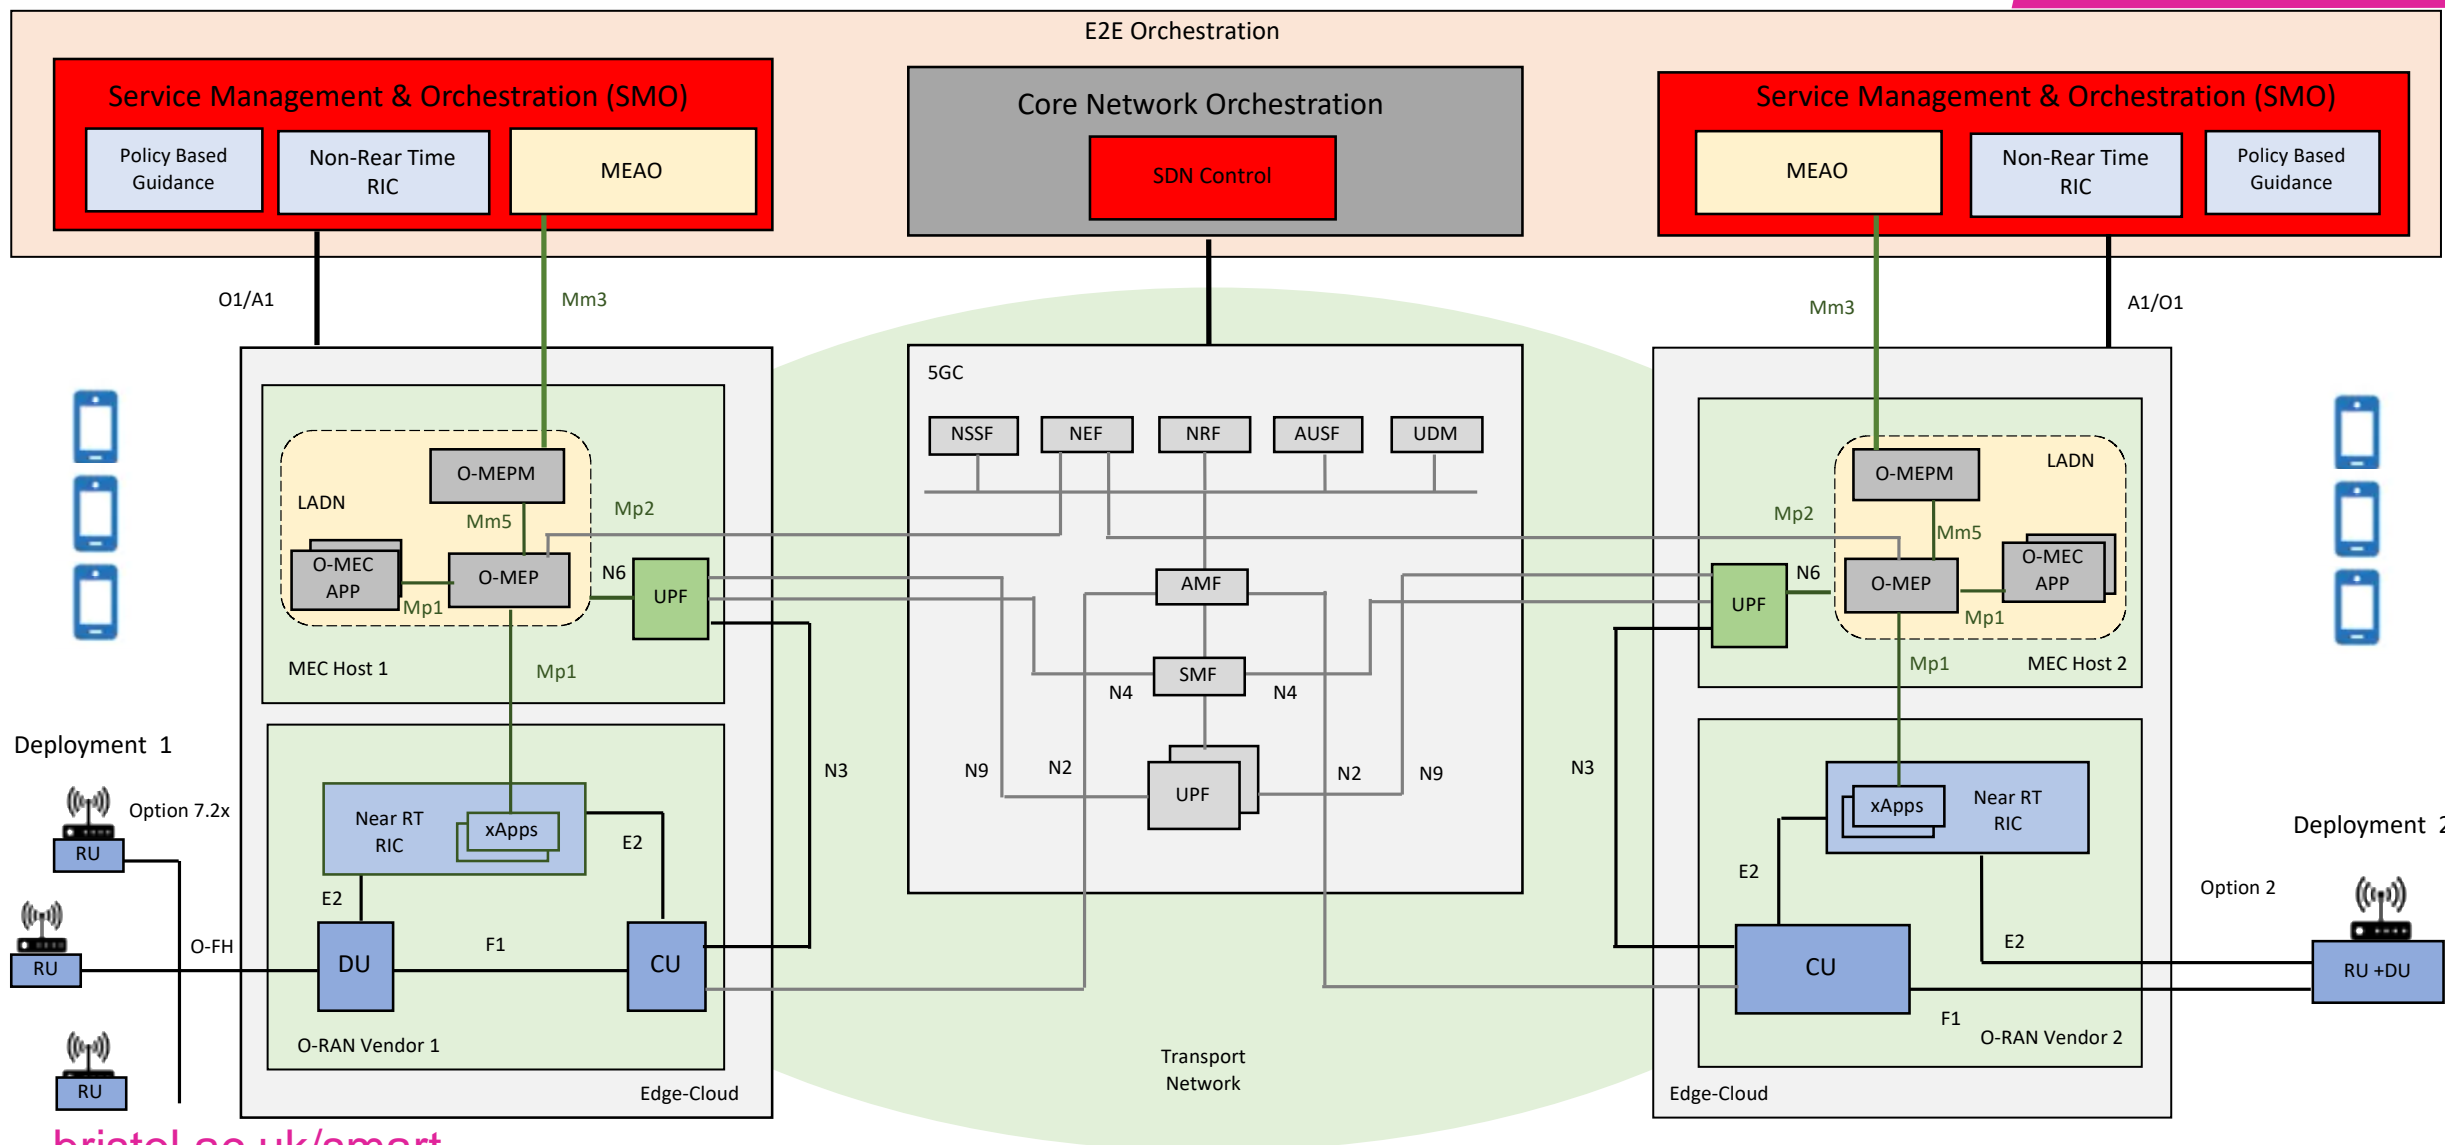 E2E Orchestration
Service Management & Orchestration (SMO)
Policy Based
Guidance
Non-Rear Time
RIC
MEAO
Core Network Orchestration
SDN Control
Service Management & Orchestration (SMO)
MEAO
Non-Rear Time
RIC
Policy Based
Guidance
O1/A1
Mm3
Mm3
A1/O1
LADN
O-MEPM
Mm5
O-MEC
APP
Mp1
O-MEP
Mp2
N6
UPF
MEC Host 1
Mp1
5GC
NSSF
NEF
NRF
AUSF
UDM
AMF
SMF
N4
N4
UPF
N9
N2
N2
N9
N3
N3
Mp2
O-MEPM
LADN
Mm5
O-MEC
APP
Mp1
O-MEP
N6
UPF
Mp1
MEC Host 2
Deployment 1
Option 7.2x
RU
RU
RU
O-FH
Near RT
RIC
xApps
E2
E2
DU
F1
CU
O-RAN Vendor 1
Edge-Cloud
Transport
Network
xApps
Near RT
RIC
E2
E2
CU
F1
O-RAN Vendor 2
Edge-Cloud
Deployment 2
Option 2
RU +DU
bristol.ac.uk/smart